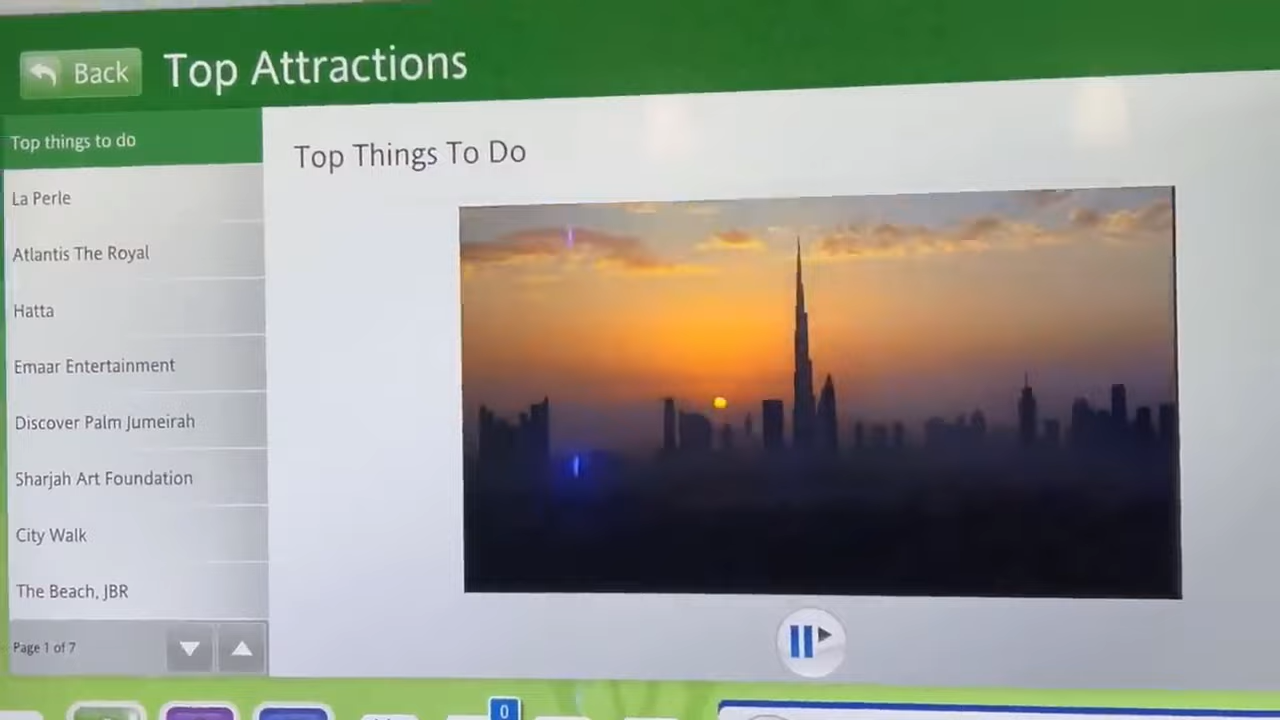 Back
Top Attractions
Top things to do
La Perle
Atlantis The Royal
Hatta
Emaar Entertainment
Discover Palm Jumeirah
Sharjah Art Foundation
City Walk
The Beach, JBR
Page 1 of 7
Top Things To Do
0